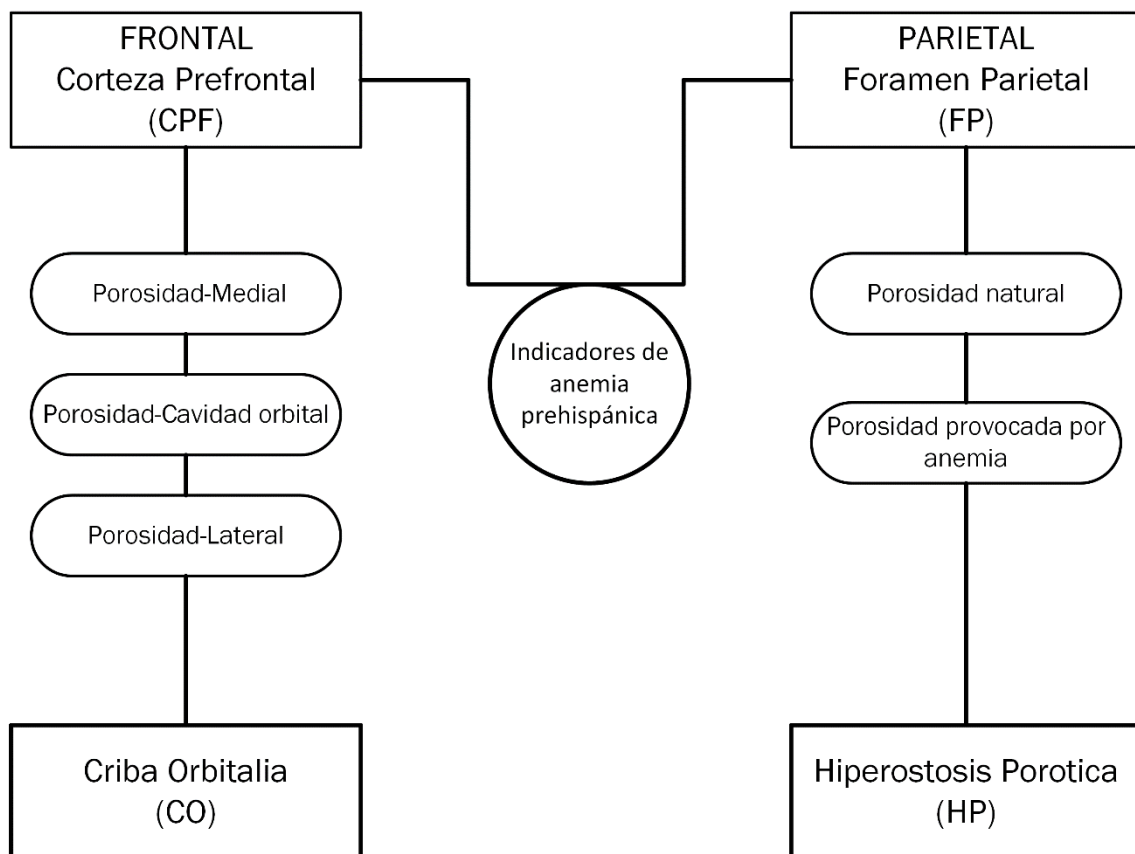 FRONTAL
Corteza Prefrontal
(CPF)
PARIETAL
Foramen Parietal
(FP)
Porosidad-Medial
Porosidad-Cavidad orbital
Porosidad-Lateral
Indicadores de
anemia
prehispánica
Porosidad natural
Porosidad provocada por
anemia
Criba Orbitalia
(CO)
Hiperostosis Porotica
(HP)